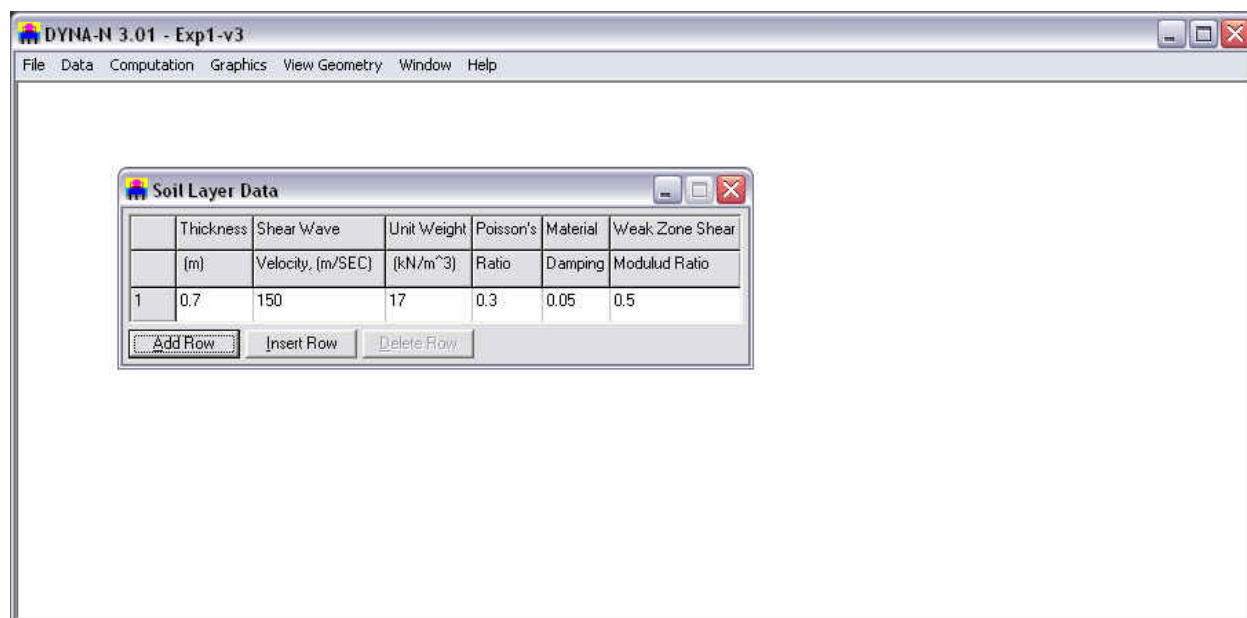 DYNA-N 3.01 - Exp1-v3
File Data Computation Graphics View Geometry Window Help
Soil Layer Data
Thickness Shear Wave Unit Weight Poisson's Material Weak Zone Shear
(m) Velocity, (m/SEC) (kN/m^3) Ratio Damping Modulud Ratio
1 0.7 150 17 0.3 0.05 0.5
Add Row Insert Row Delete Row